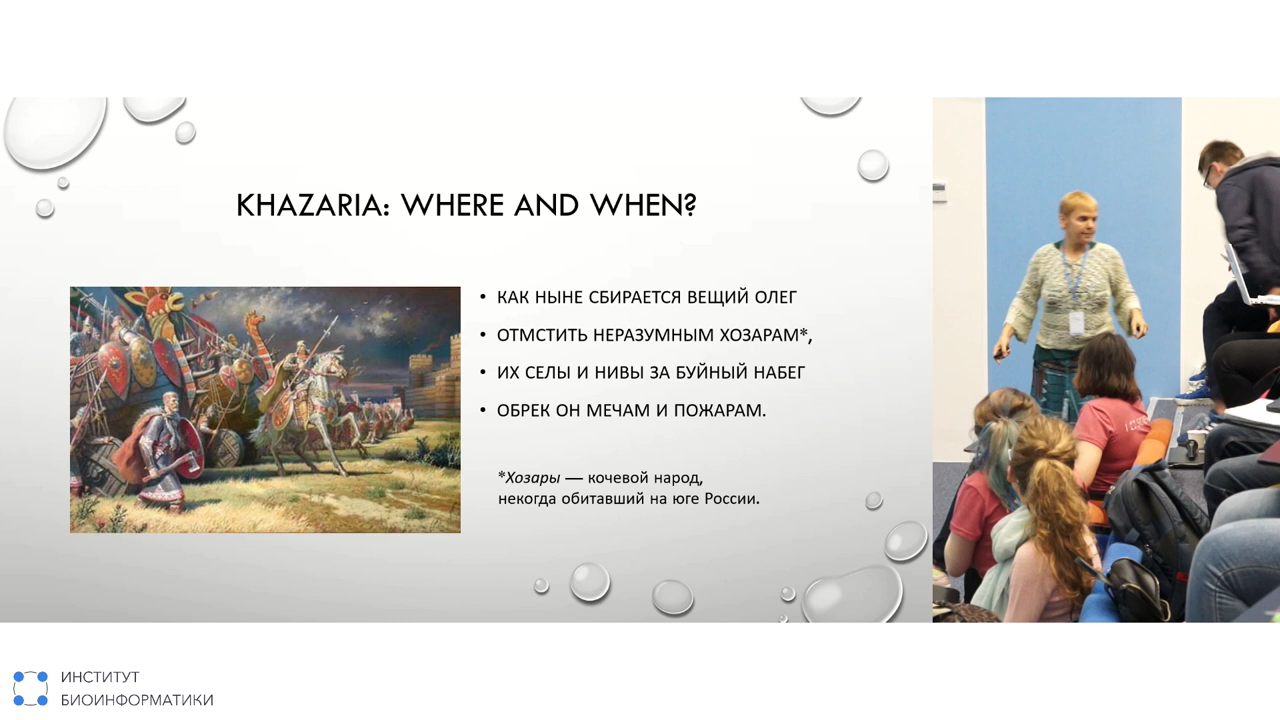 KHAZARIA: WHERE AND WHEN?
• КАК НЫНЕ СБИРАЕТСЯ ВЕЩИЙ ОЛЕГ
• ОТМСТИТЬ НЕРАЗУМНЫМ ХОЗАРАМ*,
• ИХ СЕЛЫ И НИВЫ ЗА БУЙНЫЙ НАБЕГ
• ОБРЕК ОН МЕЧАМ И ПОЖАРАМ.
*Хозары — кочевой народ,
некогда обитавший на юге России.
ИНСТИТУТ
БИОИНФОРМАТИКИ